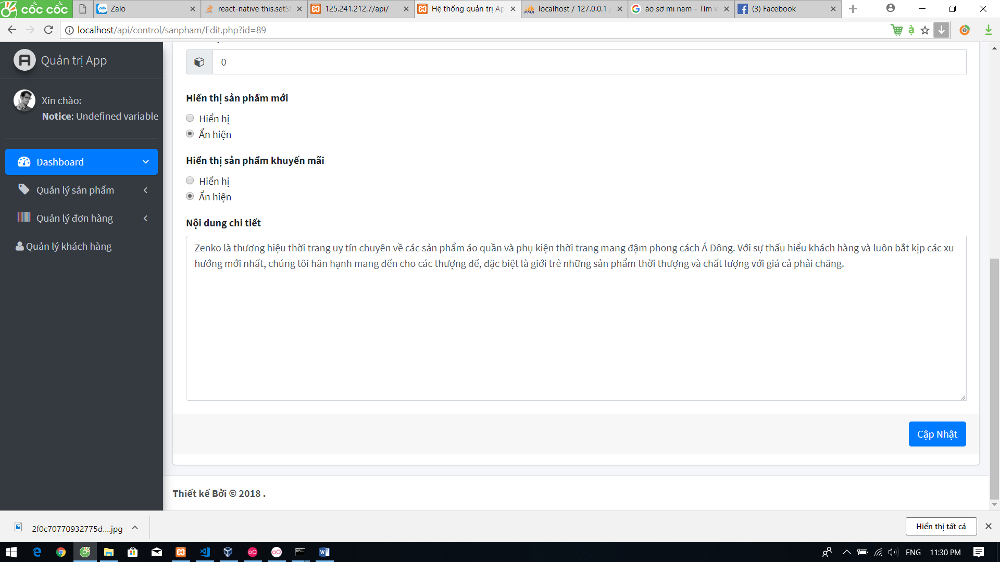 cốc cốc
Zalo
react-native this.setS
125.241.212.7/api/
Hệ thống quản trị Ap
localhost / 127.0.0.1 /
áo sơ mi nam - Tìm
(3) Facebook
localhost/api/control/sanpham/Edit.php?id=89
Quản trị App
Xin chào:
Notice: Undefined variable
Dashboard
Quản lý sản phẩm
Quản lý đơn hàng
Quản lý khách hàng
0
Hiển thị sản phẩm mới
Hiển hị
Ẩn hiện
Hiển thị sản phẩm khuyến mãi
Hiển hị
Ẩn hiện
Nội dung chi tiết
Zenko là thương hiệu thời trang uy tín chuyên về các sản phẩm áo quần và phụ kiện thời trang mang đậm phong cách Á Đông. Với sự thấu hiểu khách hàng và luôn bắt kịp các xu
hướng mới nhất, chúng tôi hân hạnh mang đến cho các thượng đế, đặc biệt là giới trẻ những sản phẩm thời thượng và chất lượng với giá cả phải chăng.
Cập Nhật
Thiết kế Bởi © 2018 .
2f0c70770932775d....jpg
Hiển thị tất cả
ENG
11:30 PM